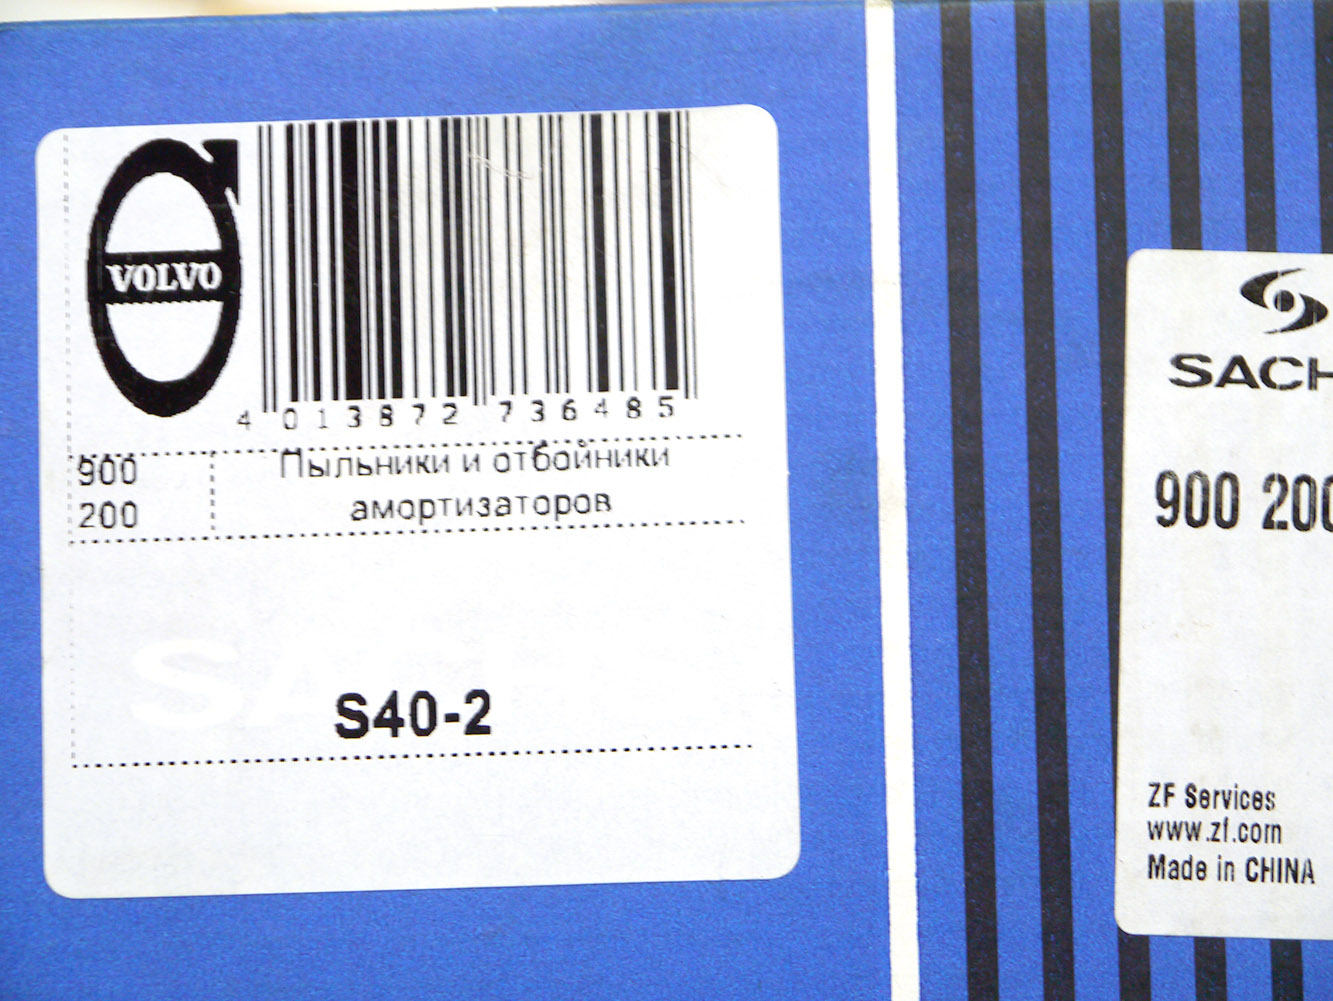 VOLVO
4 013872 736485
900
200
Пыльники и отбойники
амортизаторов
S40-2
SACH
900 200
ZF Services
www.zf.com
Made in CHINA